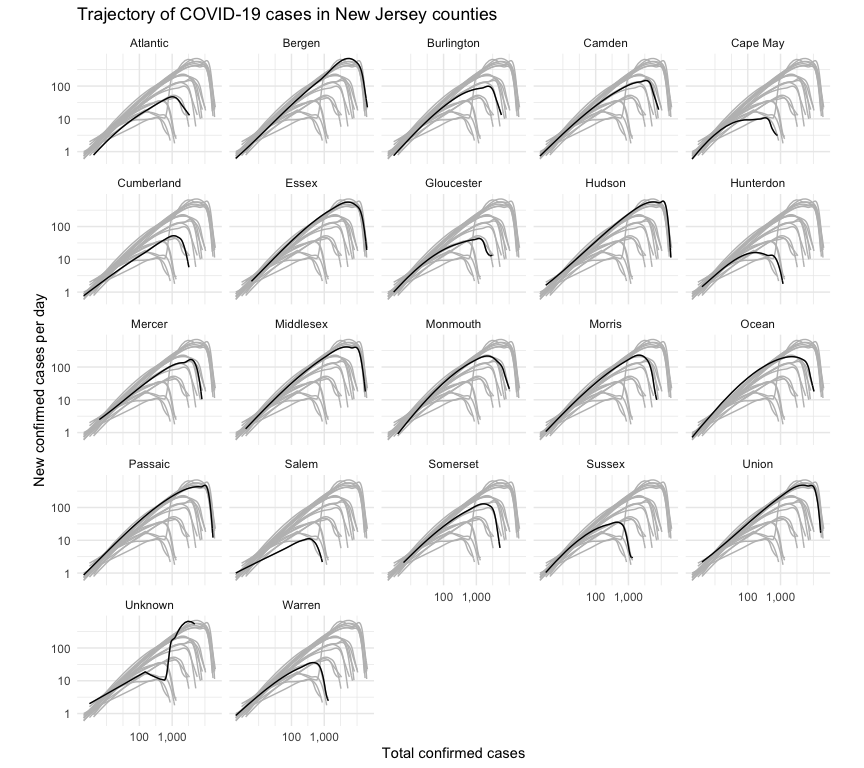 Trajectory of COVID-19 cases in New Jersey counties
Atlantic
Bergen
Burlington
Camden
Cape May
100
10
1
Cumberland
Essex
Gloucester
Hudson
Hunterdon
100
10
1
Mercer
Middlesex
Monmouth
Morris
Ocean
100
10
1
Passaic
Salem
Somerset
Sussex
Union
100
10
1
100 1,000
100 1,000
100 1,000
Unknown
Warren
100
10
1
100 1,000
100 1,000
New confirmed cases per day
Total confirmed cases